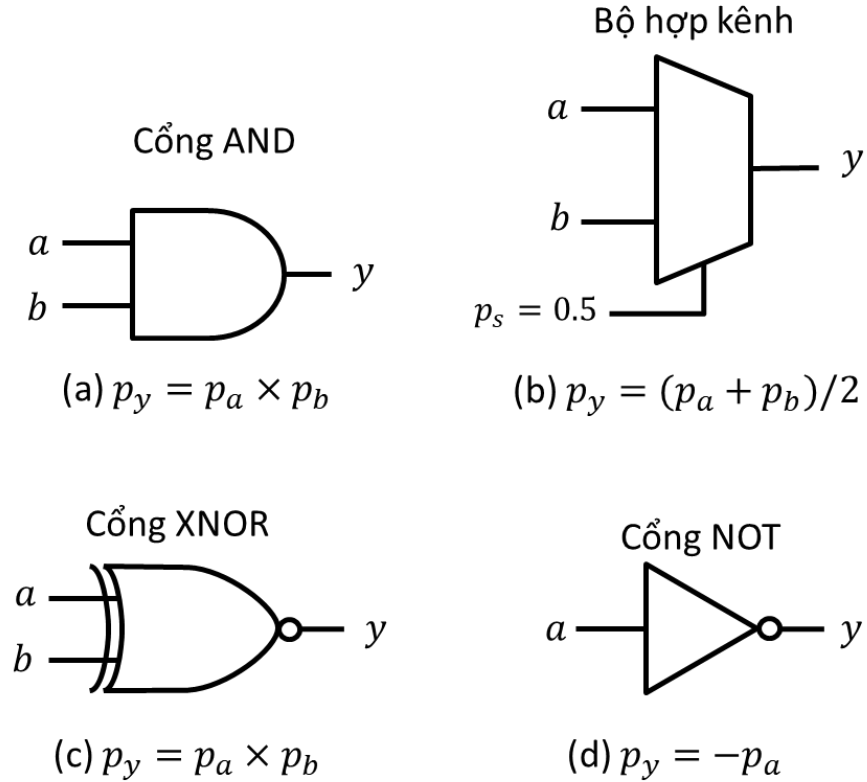 Cổng AND
a
b
y
(a) p_y = p_a × p_b
Bộ hợp kênh
a
b
y
p_s = 0.5
(b) p_y = (p_a + p_b)/2
Cổng XNOR
a
b
y
(c) p_y = p_a × p_b
Cổng NOT
a
y
(d) p_y = −p_a